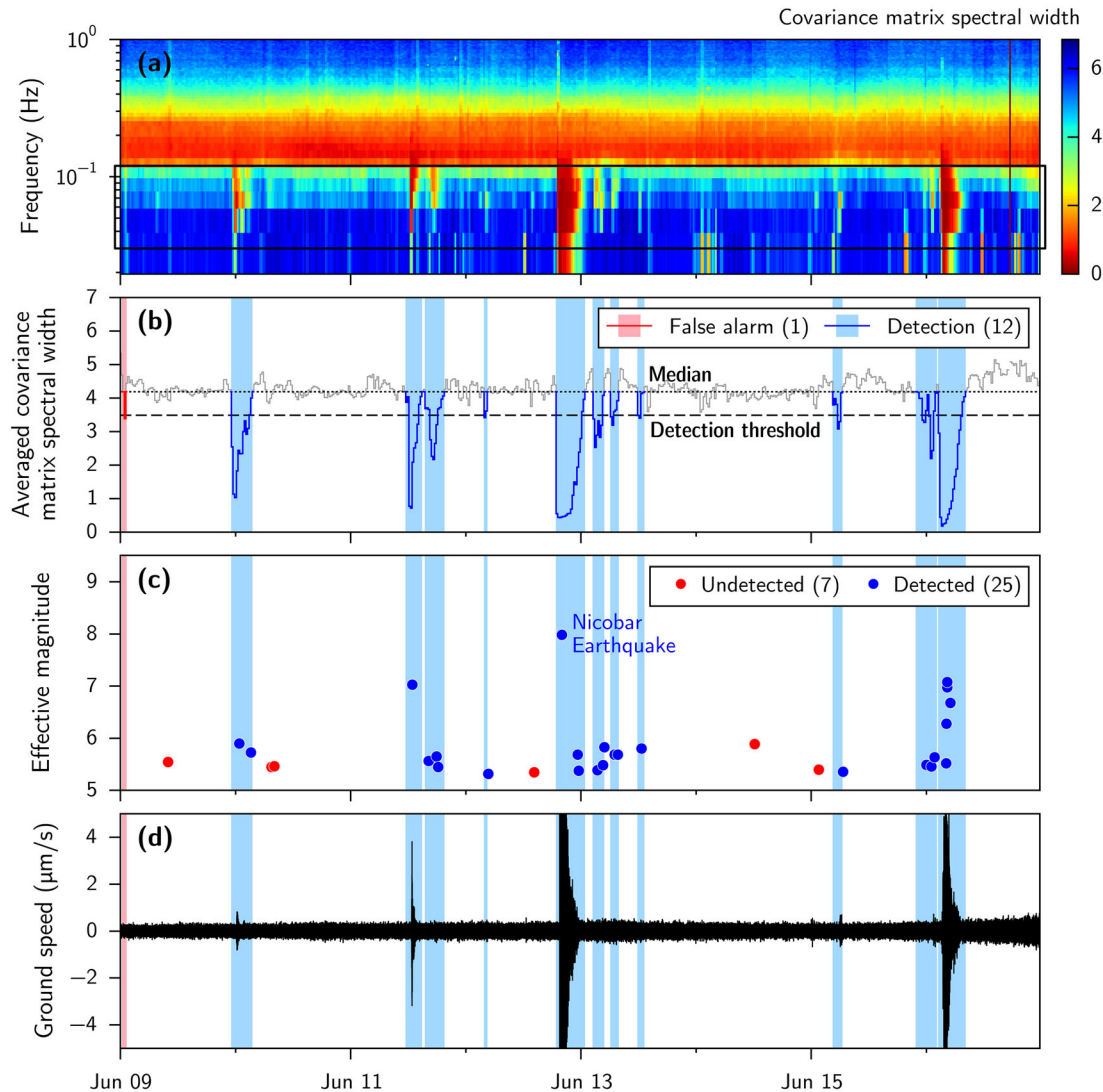 Covariance matrix spectral width
(a)
Frequency (Hz)
10⁰
10⁻¹
6
4
2
0
(b)
Averaged covariance
matrix spectral width
7
6
5
4
3
2
1
0
False alarm (1)
Detection (12)
Median
Detection threshold
(c)
Effective magnitude
9
8
7
6
5
Undetected (7)
Detected (25)
Nicobar
Earthquake
(d)
Ground speed (μm/s)
4
2
0
−2
−4
Jun 09
Jun 11
Jun 13
Jun 15